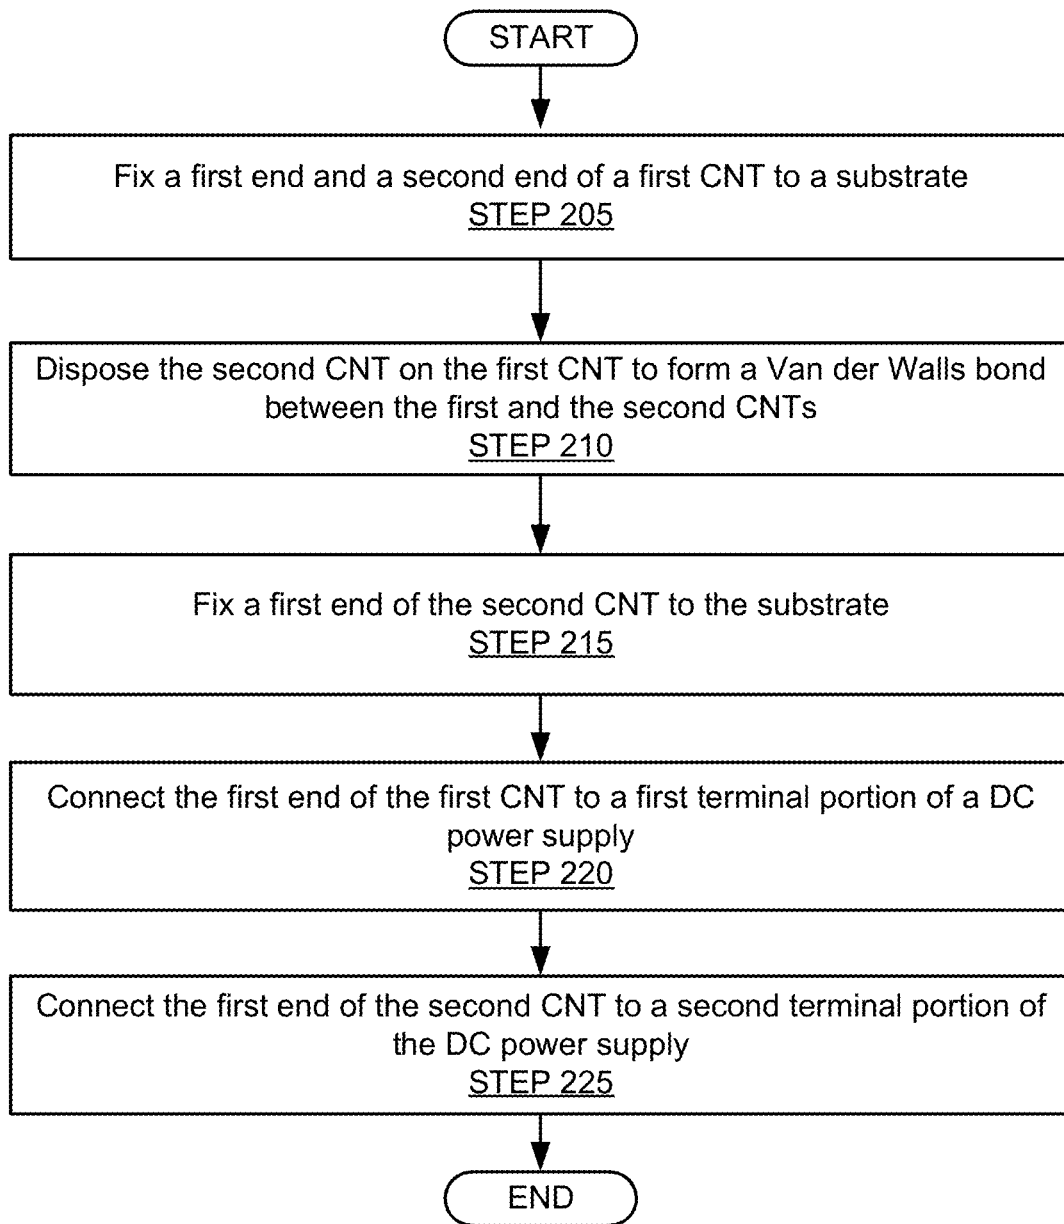 START
Fix a first end and a second end of a first CNT to a substrate
STEP 205
Dispose the second CNT on the first CNT to form a Van der Walls bond
between the first and the second CNTs
STEP 210
Fix a first end of the second CNT to the substrate
STEP 215
Connect the first end of the first CNT to a first terminal portion of a DC
power supply
STEP 220
Connect the first end of the second CNT to a second terminal portion of
the DC power supply
STEP 225
END